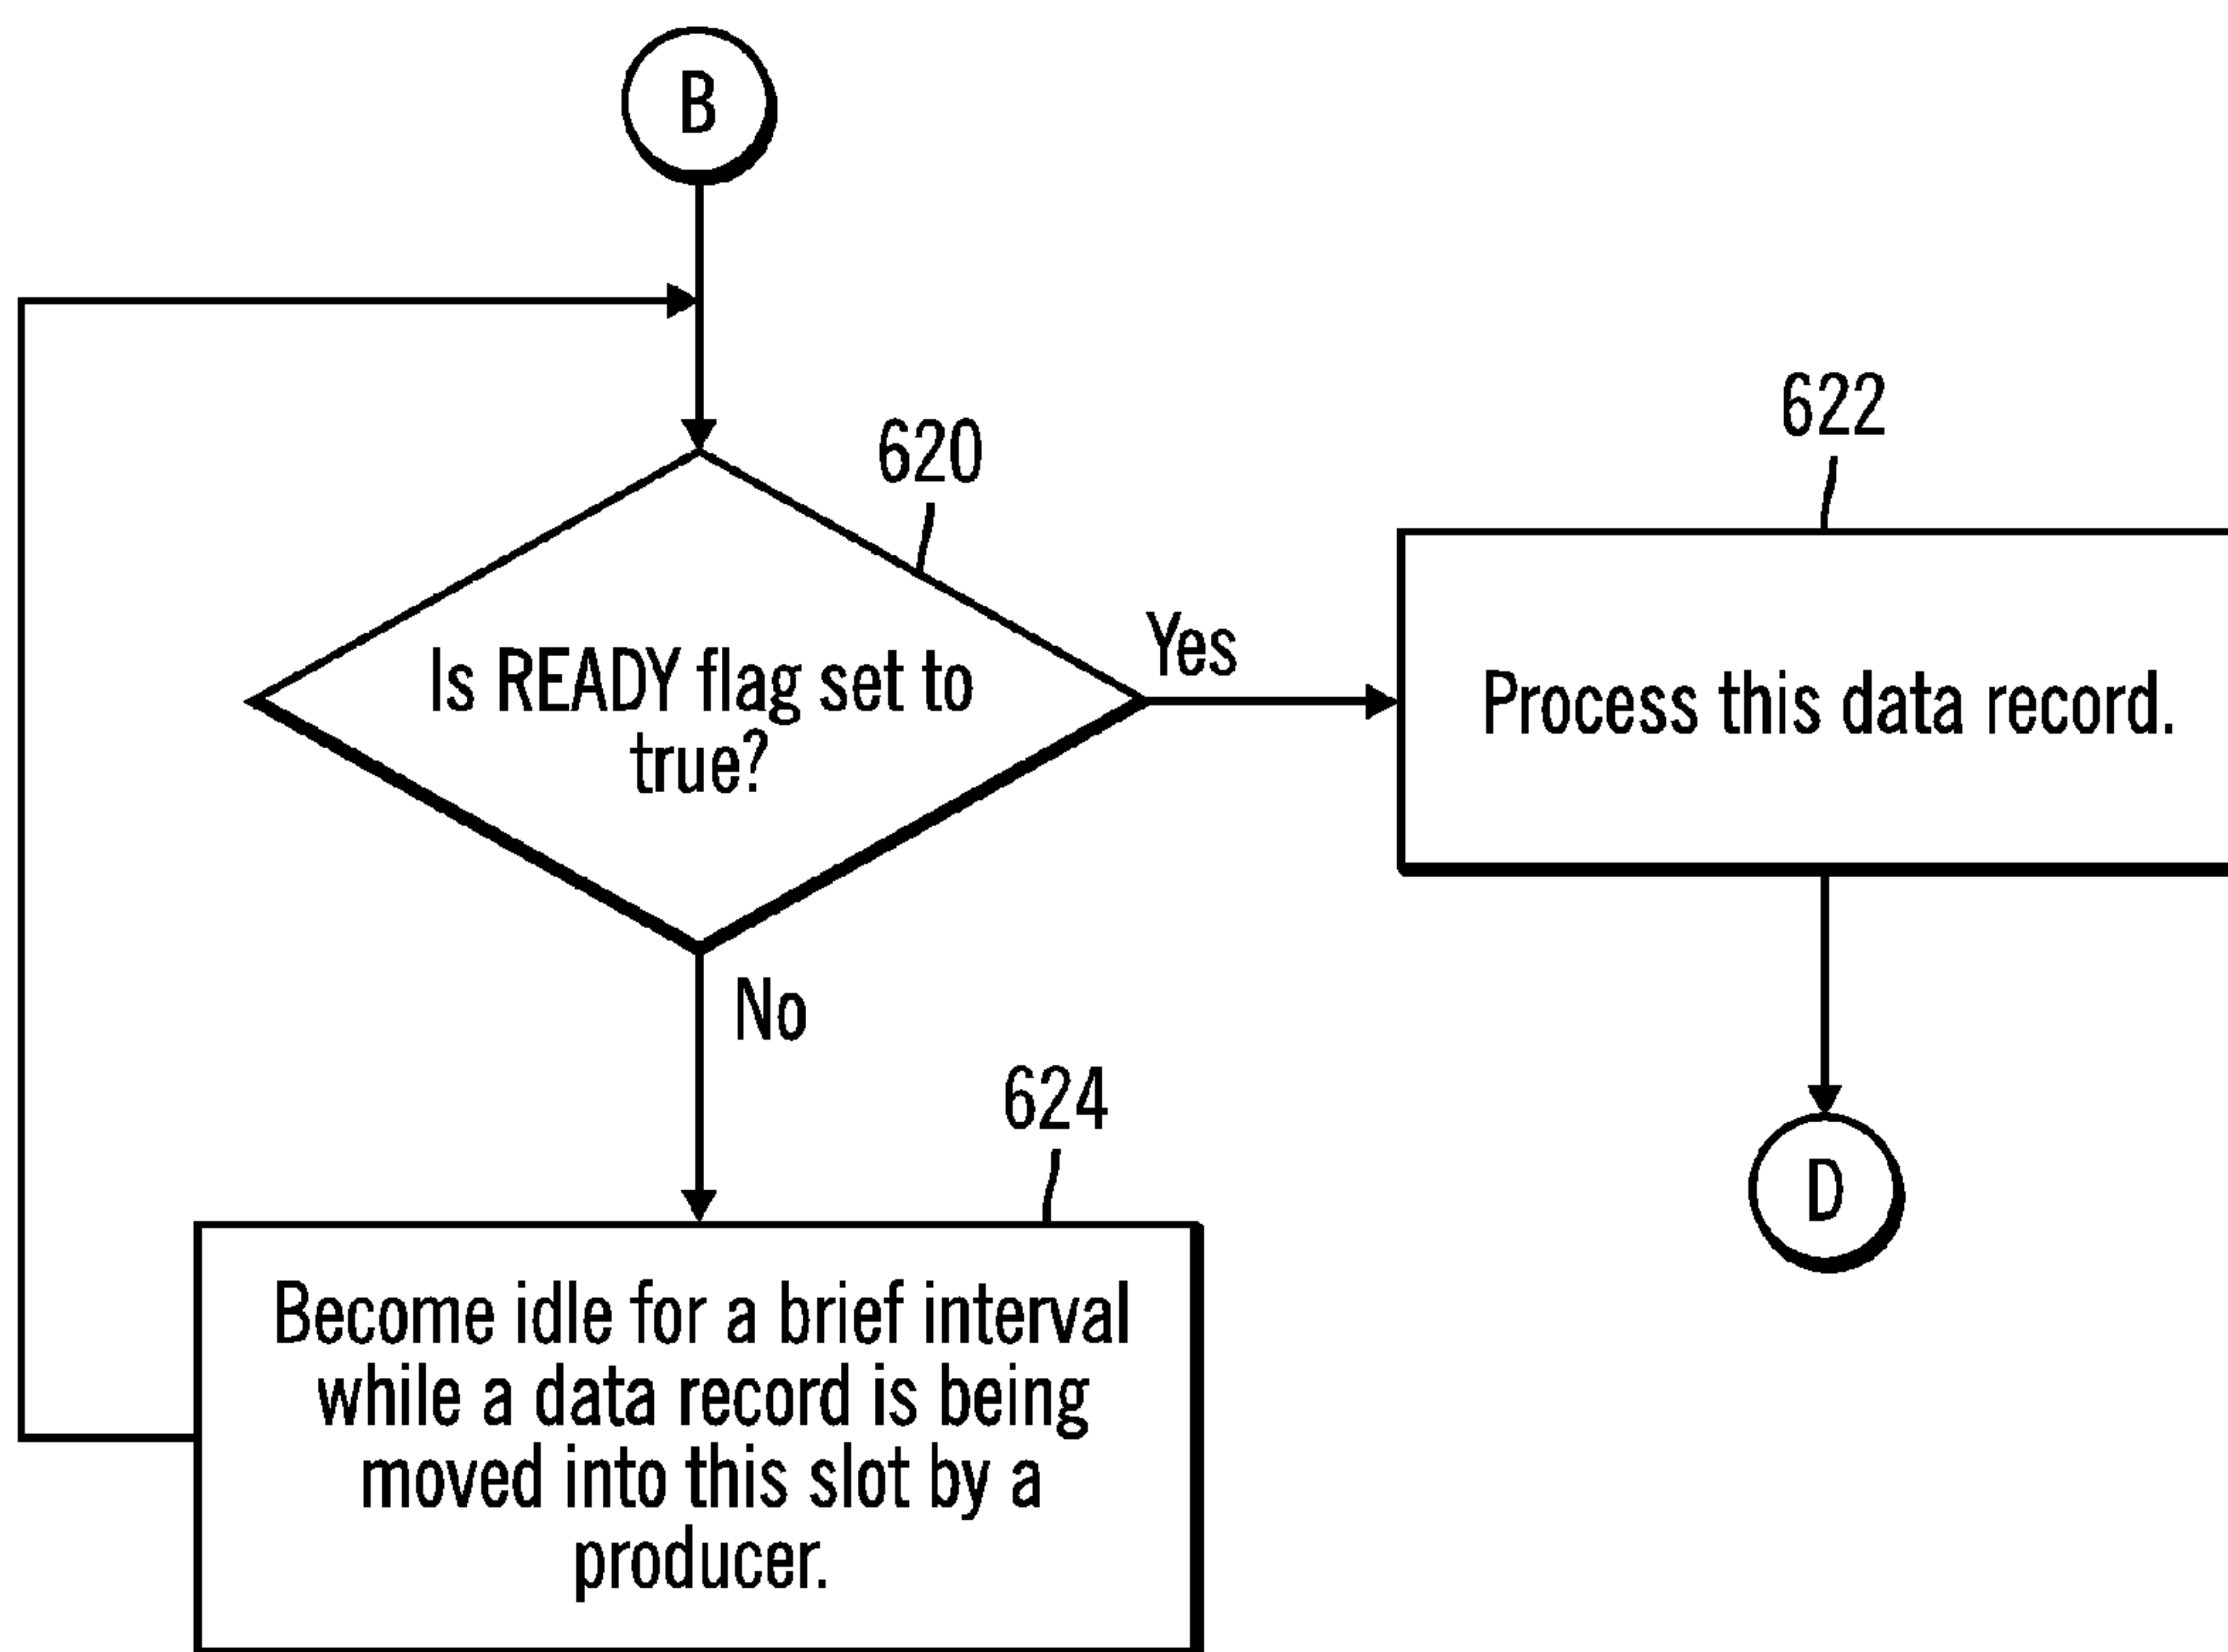 B
620
622
Is READY flag set to
true?
Yes
Process this data record.
No
624
D
Become idle for a brief interval
while a data record is being
moved into this slot by a
producer.